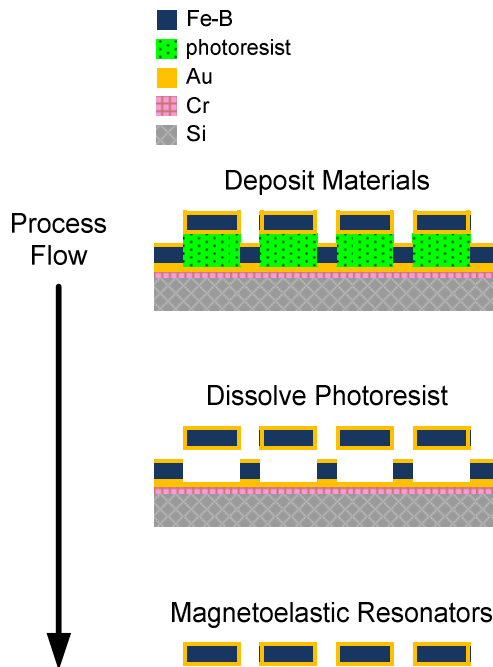 Fe-B
photoresist
Au
Cr
Si
Deposit Materials
Process
Flow
Dissolve Photoresist
Magnetoelastic Resonators